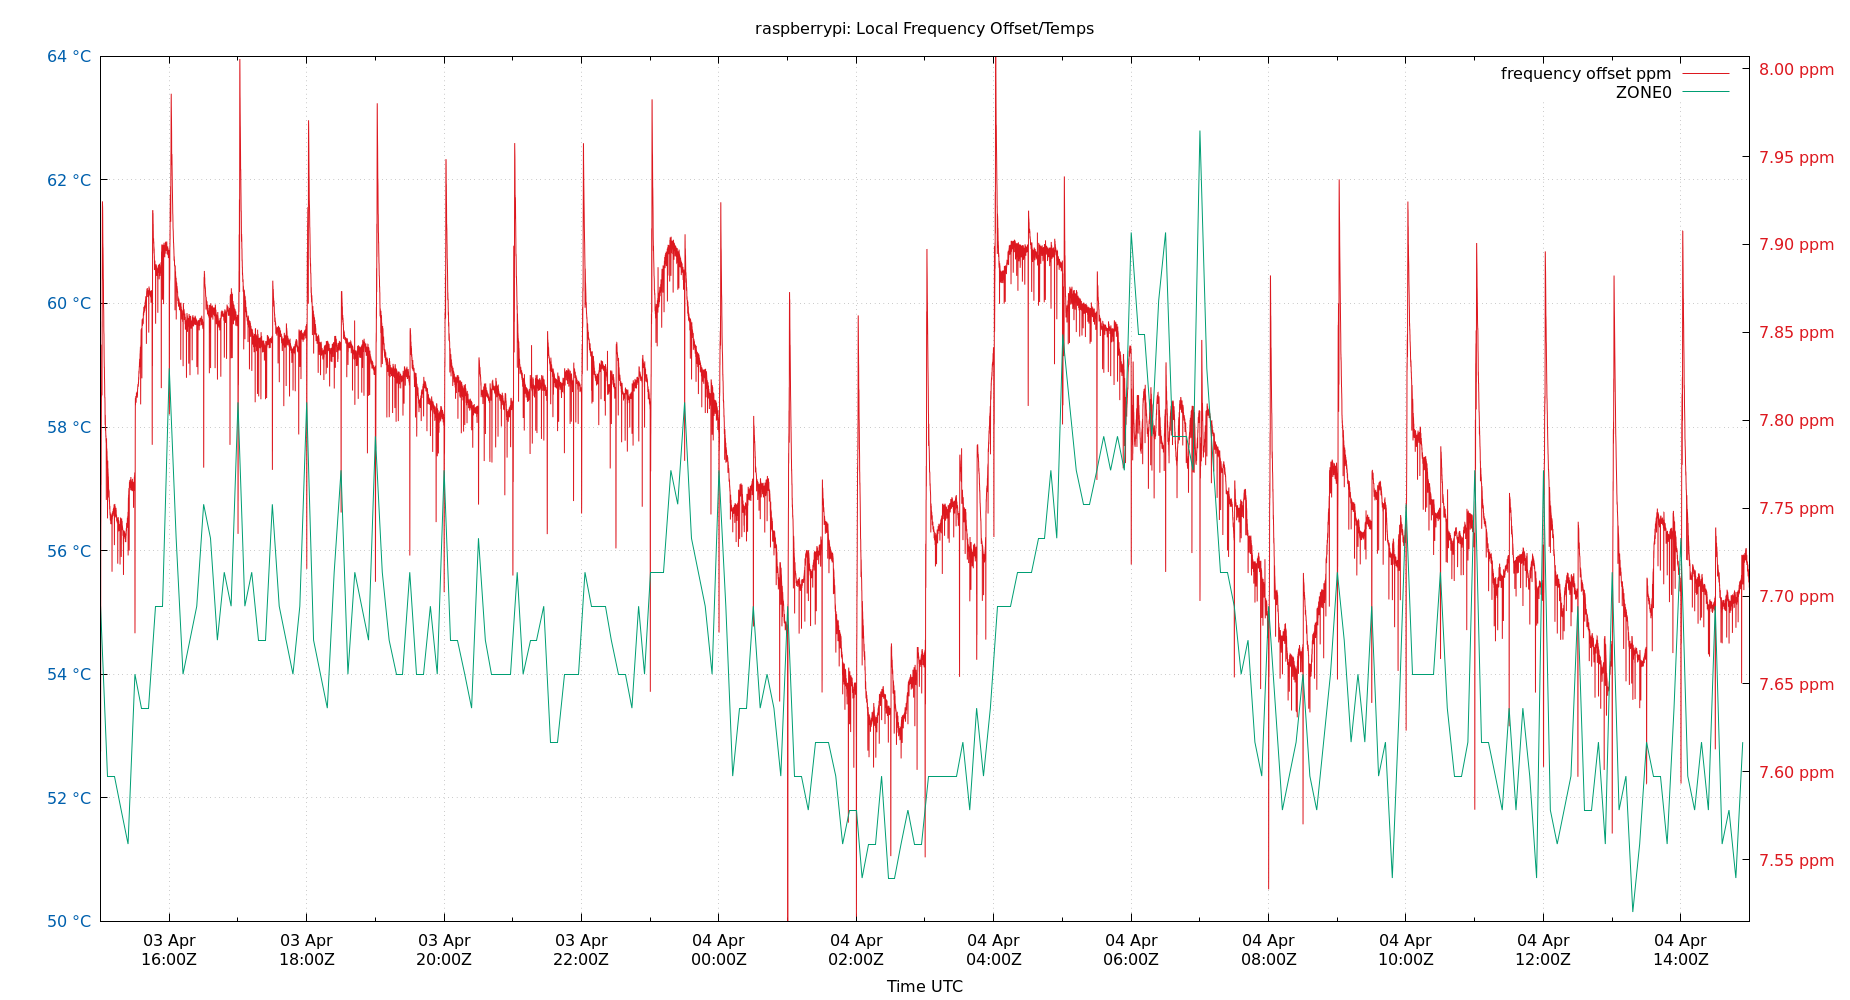 raspberrypi: Local Frequency Offset/Temps
frequency offset ppm
ZONE0
64 °C
62 °C
60 °C
58 °C
56 °C
54 °C
52 °C
50 °C
8.00 ppm
7.95 ppm
7.90 ppm
7.85 ppm
7.80 ppm
7.75 ppm
7.70 ppm
7.65 ppm
7.60 ppm
7.55 ppm
03 Apr
16:00Z
03 Apr
18:00Z
03 Apr
20:00Z
03 Apr
22:00Z
04 Apr
00:00Z
04 Apr
02:00Z
04 Apr
04:00Z
04 Apr
06:00Z
04 Apr
08:00Z
04 Apr
10:00Z
04 Apr
12:00Z
04 Apr
14:00Z
Time UTC